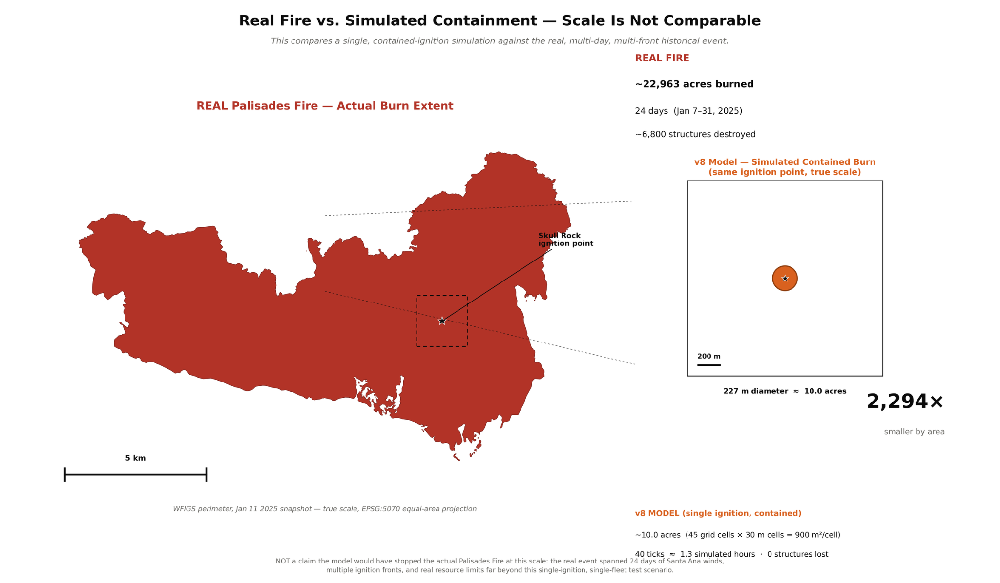 Real Fire vs. Simulated Containment — Scale Is Not Comparable
This compares a single, contained-ignition simulation against the real, multi-day, multi-front historical event.
REAL FIRE
~22,963 acres burned
24 days  (Jan 7–31, 2025)
~6,800 structures destroyed
REAL Palisades Fire — Actual Burn Extent
Skull Rock
ignition point
5 km
WFIGS perimeter, Jan 11 2025 snapshot — true scale, EPSG:5070 equal-area projection
v8 Model — Simulated Contained Burn
(same ignition point, true scale)
200 m
227 m diameter  ≈  10.0 acres
2,294×
smaller by area
v8 MODEL (single ignition, contained)
~10.0 acres  (45 grid cells × 30 m cells = 900 m²/cell)
40 ticks  ≈  1.3 simulated hours  ·  0 structures lost
NOT a claim the model would have stopped the actual Palisades Fire at this scale: the real event spanned 24 days of Santa Ana winds,
multiple ignition fronts, and real resource limits far beyond this single-ignition, single-fleet test scenario.